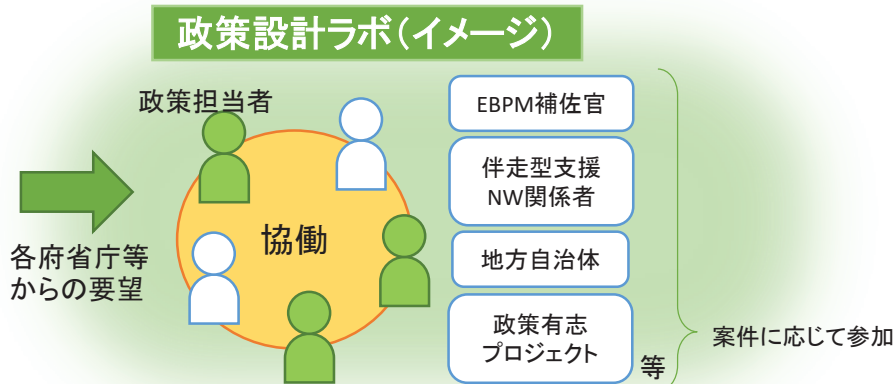 政策設計ラボ（イメージ）
政策担当者
各府省庁等
からの要望
協働
EBPM補佐官
伴走型支援
NW関係者
地方自治体
政策有志
プロジェクト
等
案件に応じて参加